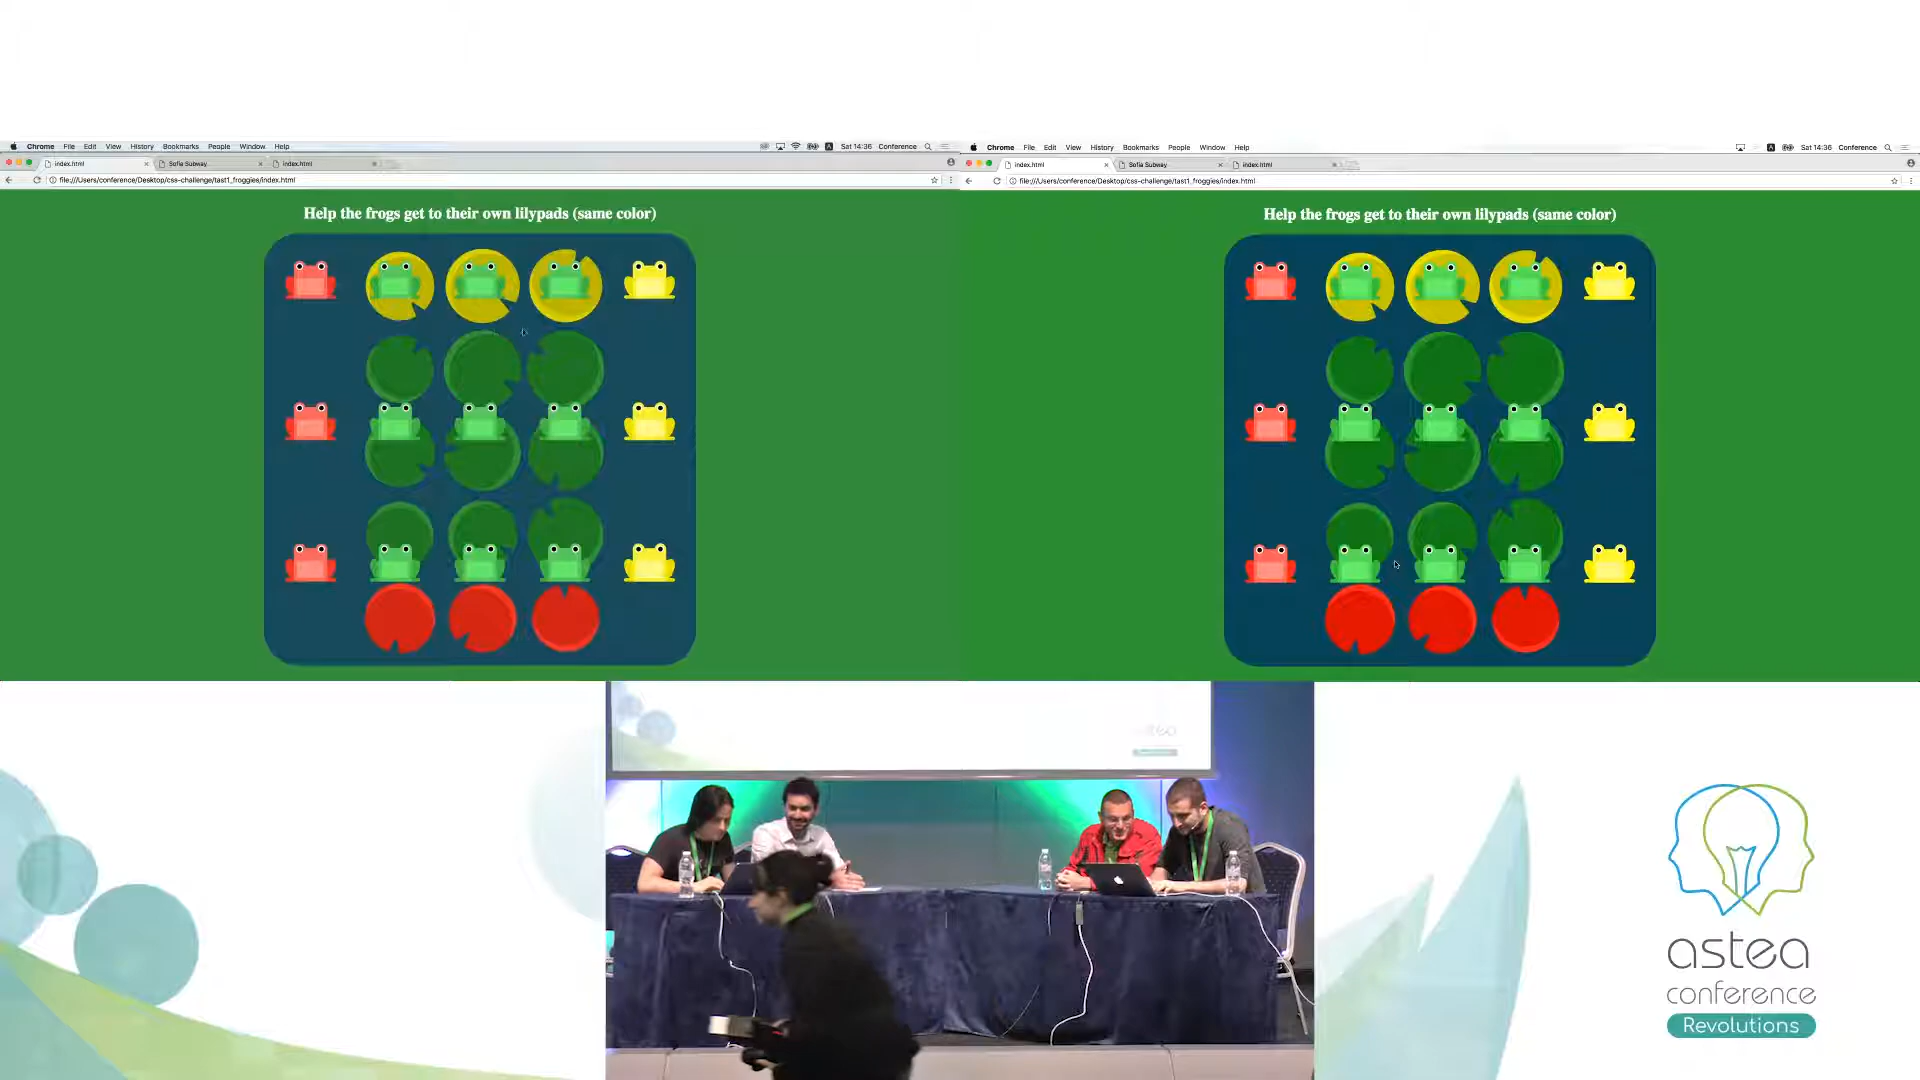 Chrome File Edit View History Bookmarks People Window Help
Sat 14:36 Conference
index.html
Sofia Subway
index.html
file:///Users/conference/Desktop/css-challenge/tast1_froggies/index.html
Help the frogs get to their own lilypads (same color)
Chrome File Edit View History Bookmarks People Window Help
Sat 14:36 Conference
index.html
Sofia Subway
index.html
file:///Users/conference/Desktop/css-challenge/tast1_froggies/index.html
Help the frogs get to their own lilypads (same color)
astea
astea
conference
Revolutions